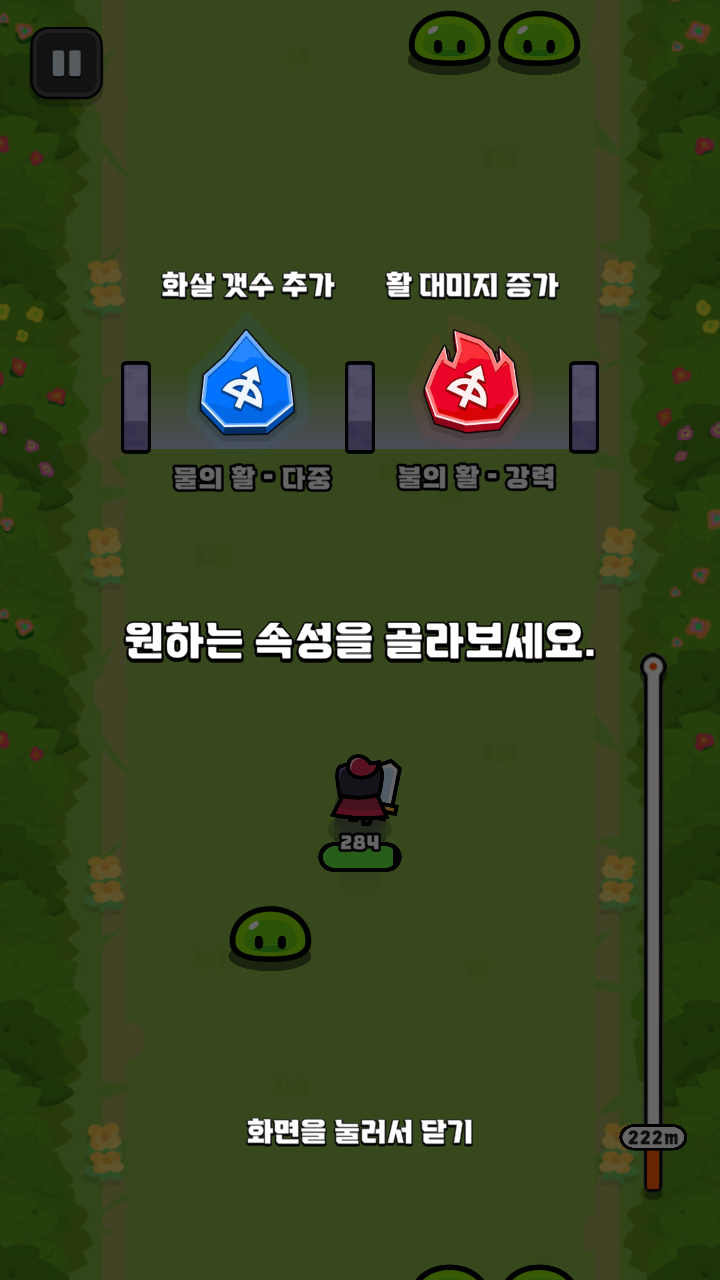 화살 갯수 추가
활 대미지 증가
물의 활 - 다중
불의 활 - 강력
원하는 속성을 골라보세요.
284
222m
화면을 눌러서 닫기